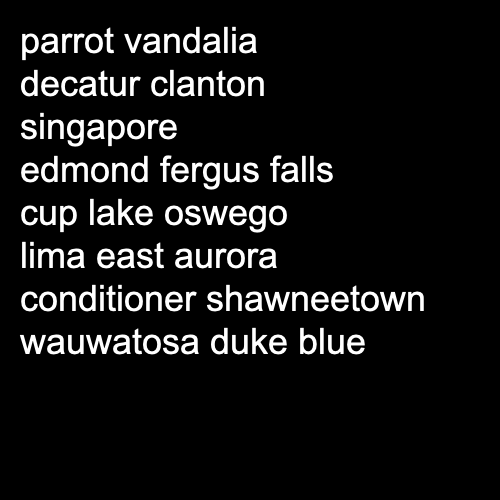 parrot vandalia
decatur clanton
singapore
edmond fergus falls
cup lake oswego
lima east aurora
conditioner shawneetown
wauwatosa duke blue